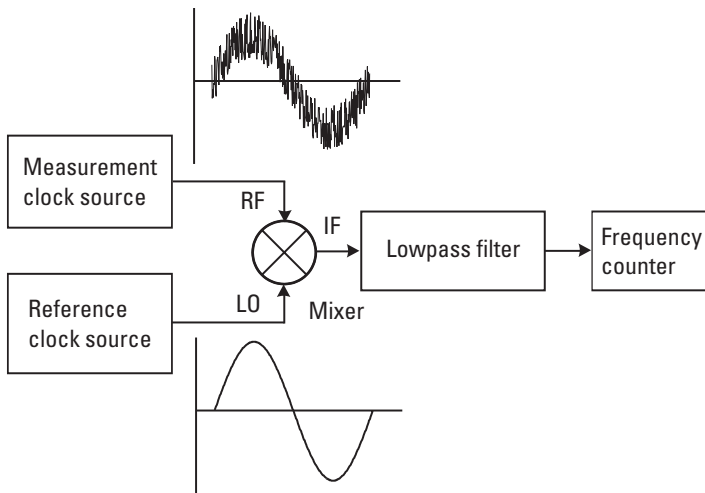 Measurement
clock source
RF
IF
Lowpass filter
Frequency
counter
LO
Mixer
Reference
clock source